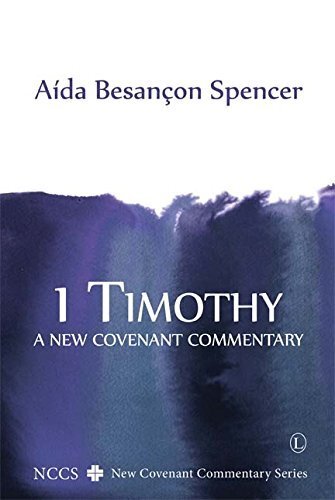 Aída Besançon Spencer
1 Timothy
A New Covenant Commentary
L
NCCS New Covenant Commentary Series